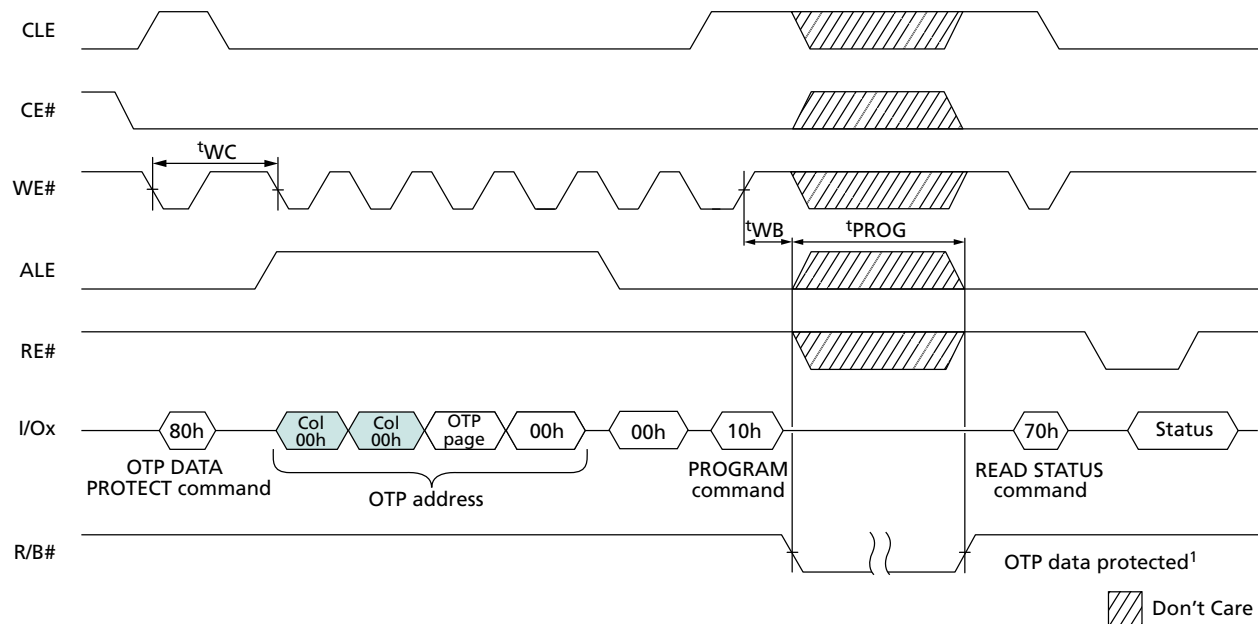 CLE
CE#
tWC
WE#
tWB
tPROG
ALE
RE#
I/Ox
80h
Col
00h
Col
00h
OTP
page
00h
00h
10h
70h
Status
OTP DATA
PROTECT command
OTP address
PROGRAM
command
READ STATUS
command
R/B#
OTP data protected1
Don't Care